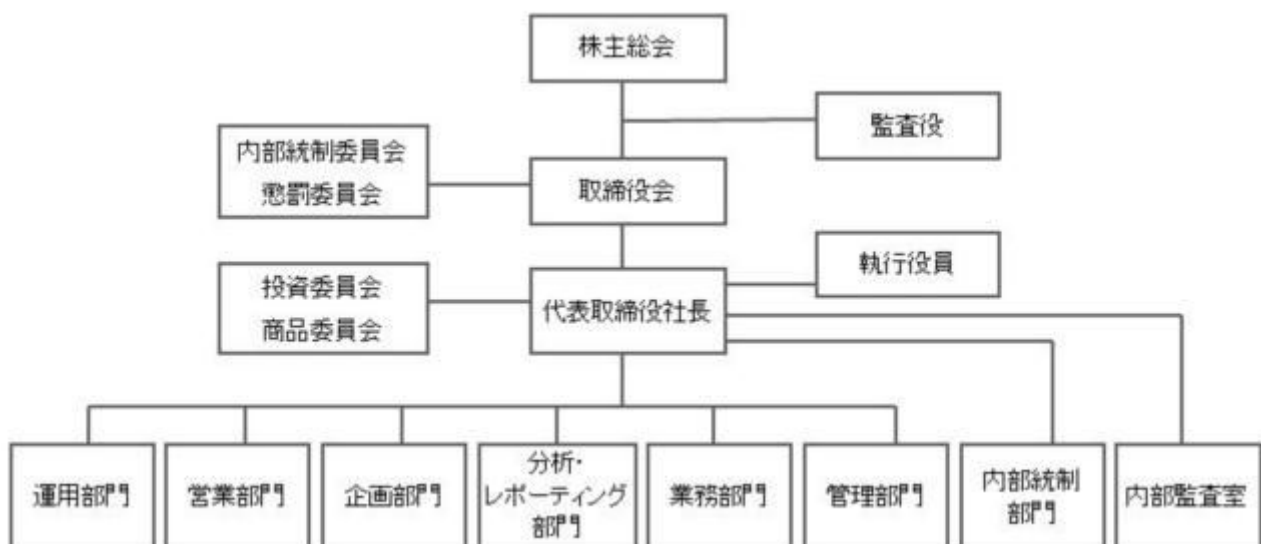 株主総会
監査役
内部統制委員会
懲罰委員会
取締役会
執行役員
投資委員会
商品委員会
代表取締役社長
運用部門
営業部門
企画部門
分析・
レポーティング
部門
業務部門
管理部門
内部統制
部門
内部監査室